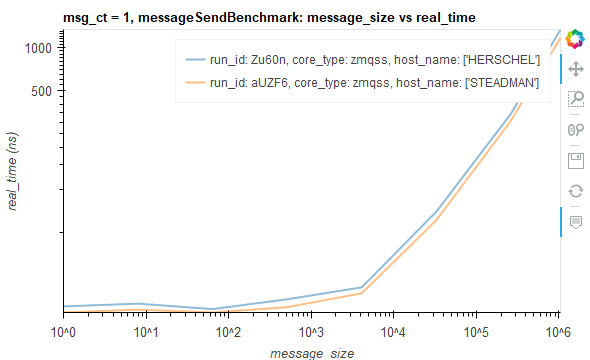 msg_ct = 1, messageSendBenchmark: message_size vs real_time
run_id: Zu60n, core_type: zmqss, host_name: ['HERSCHEL']
run_id: aUZF6, core_type: zmqss, host_name: ['STEADMAN']
1000
500
real_time (ns)
10^0 10^1 10^2 10^3 10^4 10^5 10^6
message_size